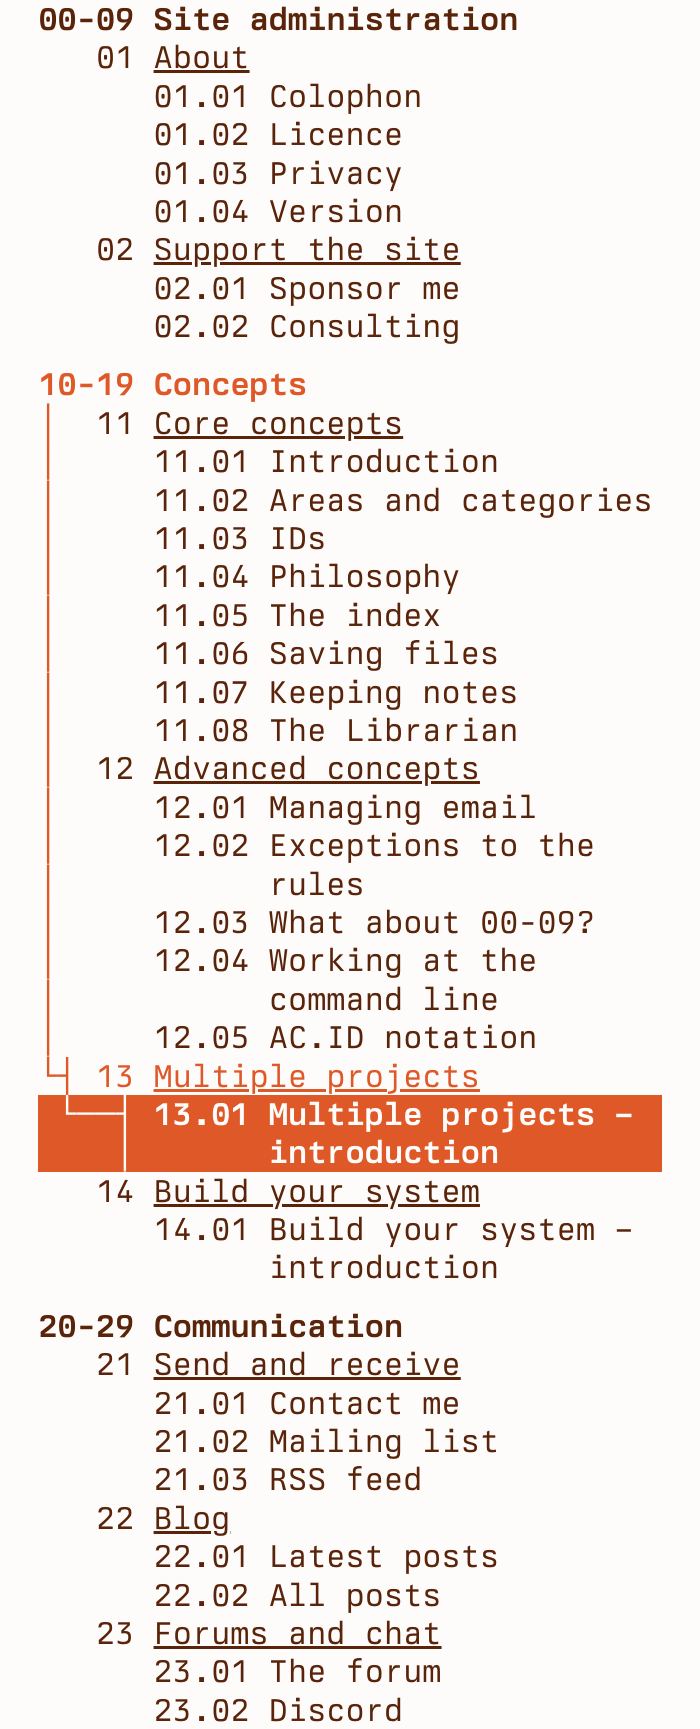 00-09 Site administration
01 About
01.01 Colophon
01.02 Licence
01.03 Privacy
01.04 Version
02 Support the site
02.01 Sponsor me
02.02 Consulting
10-19 Concepts
11 Core concepts
11.01 Introduction
11.02 Areas and categories
11.03 IDs
11.04 Philosophy
11.05 The index
11.06 Saving files
11.07 Keeping notes
11.08 The Librarian
12 Advanced concepts
12.01 Managing email
12.02 Exceptions to the
rules
12.03 What about 00-09?
12.04 Working at the
command line
12.05 AC.ID notation
13 Multiple projects
13.01 Multiple projects –
introduction
14 Build your system
14.01 Build your system –
introduction
20-29 Communication
21 Send and receive
21.01 Contact me
21.02 Mailing list
21.03 RSS feed
22 Blog
22.01 Latest posts
22.02 All posts
23 Forums and chat
23.01 The forum
23.02 Discord